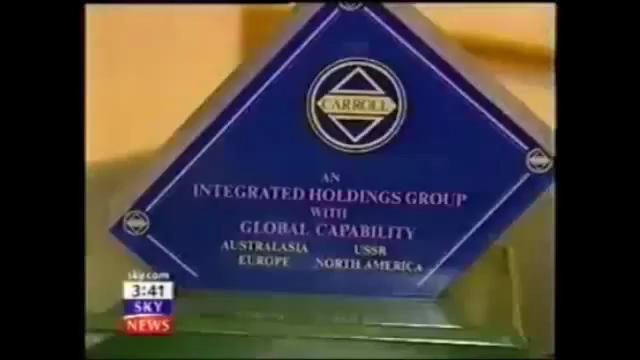 CARROLL
AN
INTEGRATED HOLDINGS GROUP
WITH
GLOBAL CAPABILITY
AUSTRALASIA USSR
EUROPE NORTH AMERICA
sky.com
3:41
SKY
NEWS